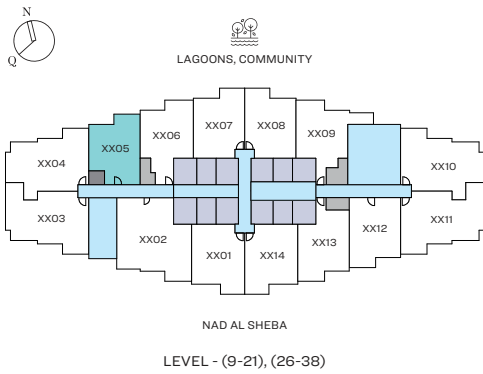 N
Q
LAGOONS, COMMUNITY
XX04
XX05
XX06
XX07
XX08
XX09
XX10
XX03
XX02
XX01
XX14
XX13
XX12
XX11
NAD AL SHEBA
LEVEL - (9-21), (26-38)